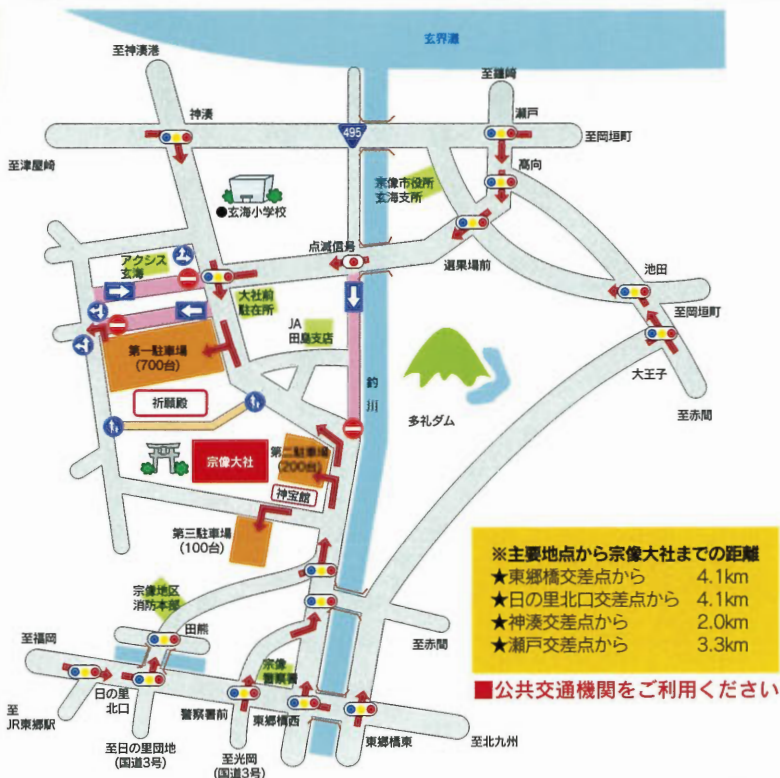 玄界灘
至神湊港
至鐘崎
神湊
495
瀬戸
至岡垣町
至津屋崎
高向
宗像市役所
玄海支所
●玄海小学校
点滅信号
選果場前
アクシス
玄海
池田
大社前
駐在所
至岡垣町
JA
田島支店
第一駐車場
(700台)
釣川
大王子
祈願殿
多礼ダム
至赤間
宗像大社
第二駐車場
(200台)
神宝館
第三駐車場
(100台)
※主要地点から宗像大社までの距離
★東郷橋交差点から 4.1km
★日の里北口交差点から 4.1km
★神湊交差点から 2.0km
★瀬戸交差点から 3.3km
宗像地区
消防本部
田熊
至福岡
至赤間
宗像
警察署
■公共交通機関をご利用ください
日の里
北口
至
JR東郷駅
警察署前
東郷橋西
東郷橋東
至北九州
至日の里団地
(国道3号)
至光岡
(国道3号)